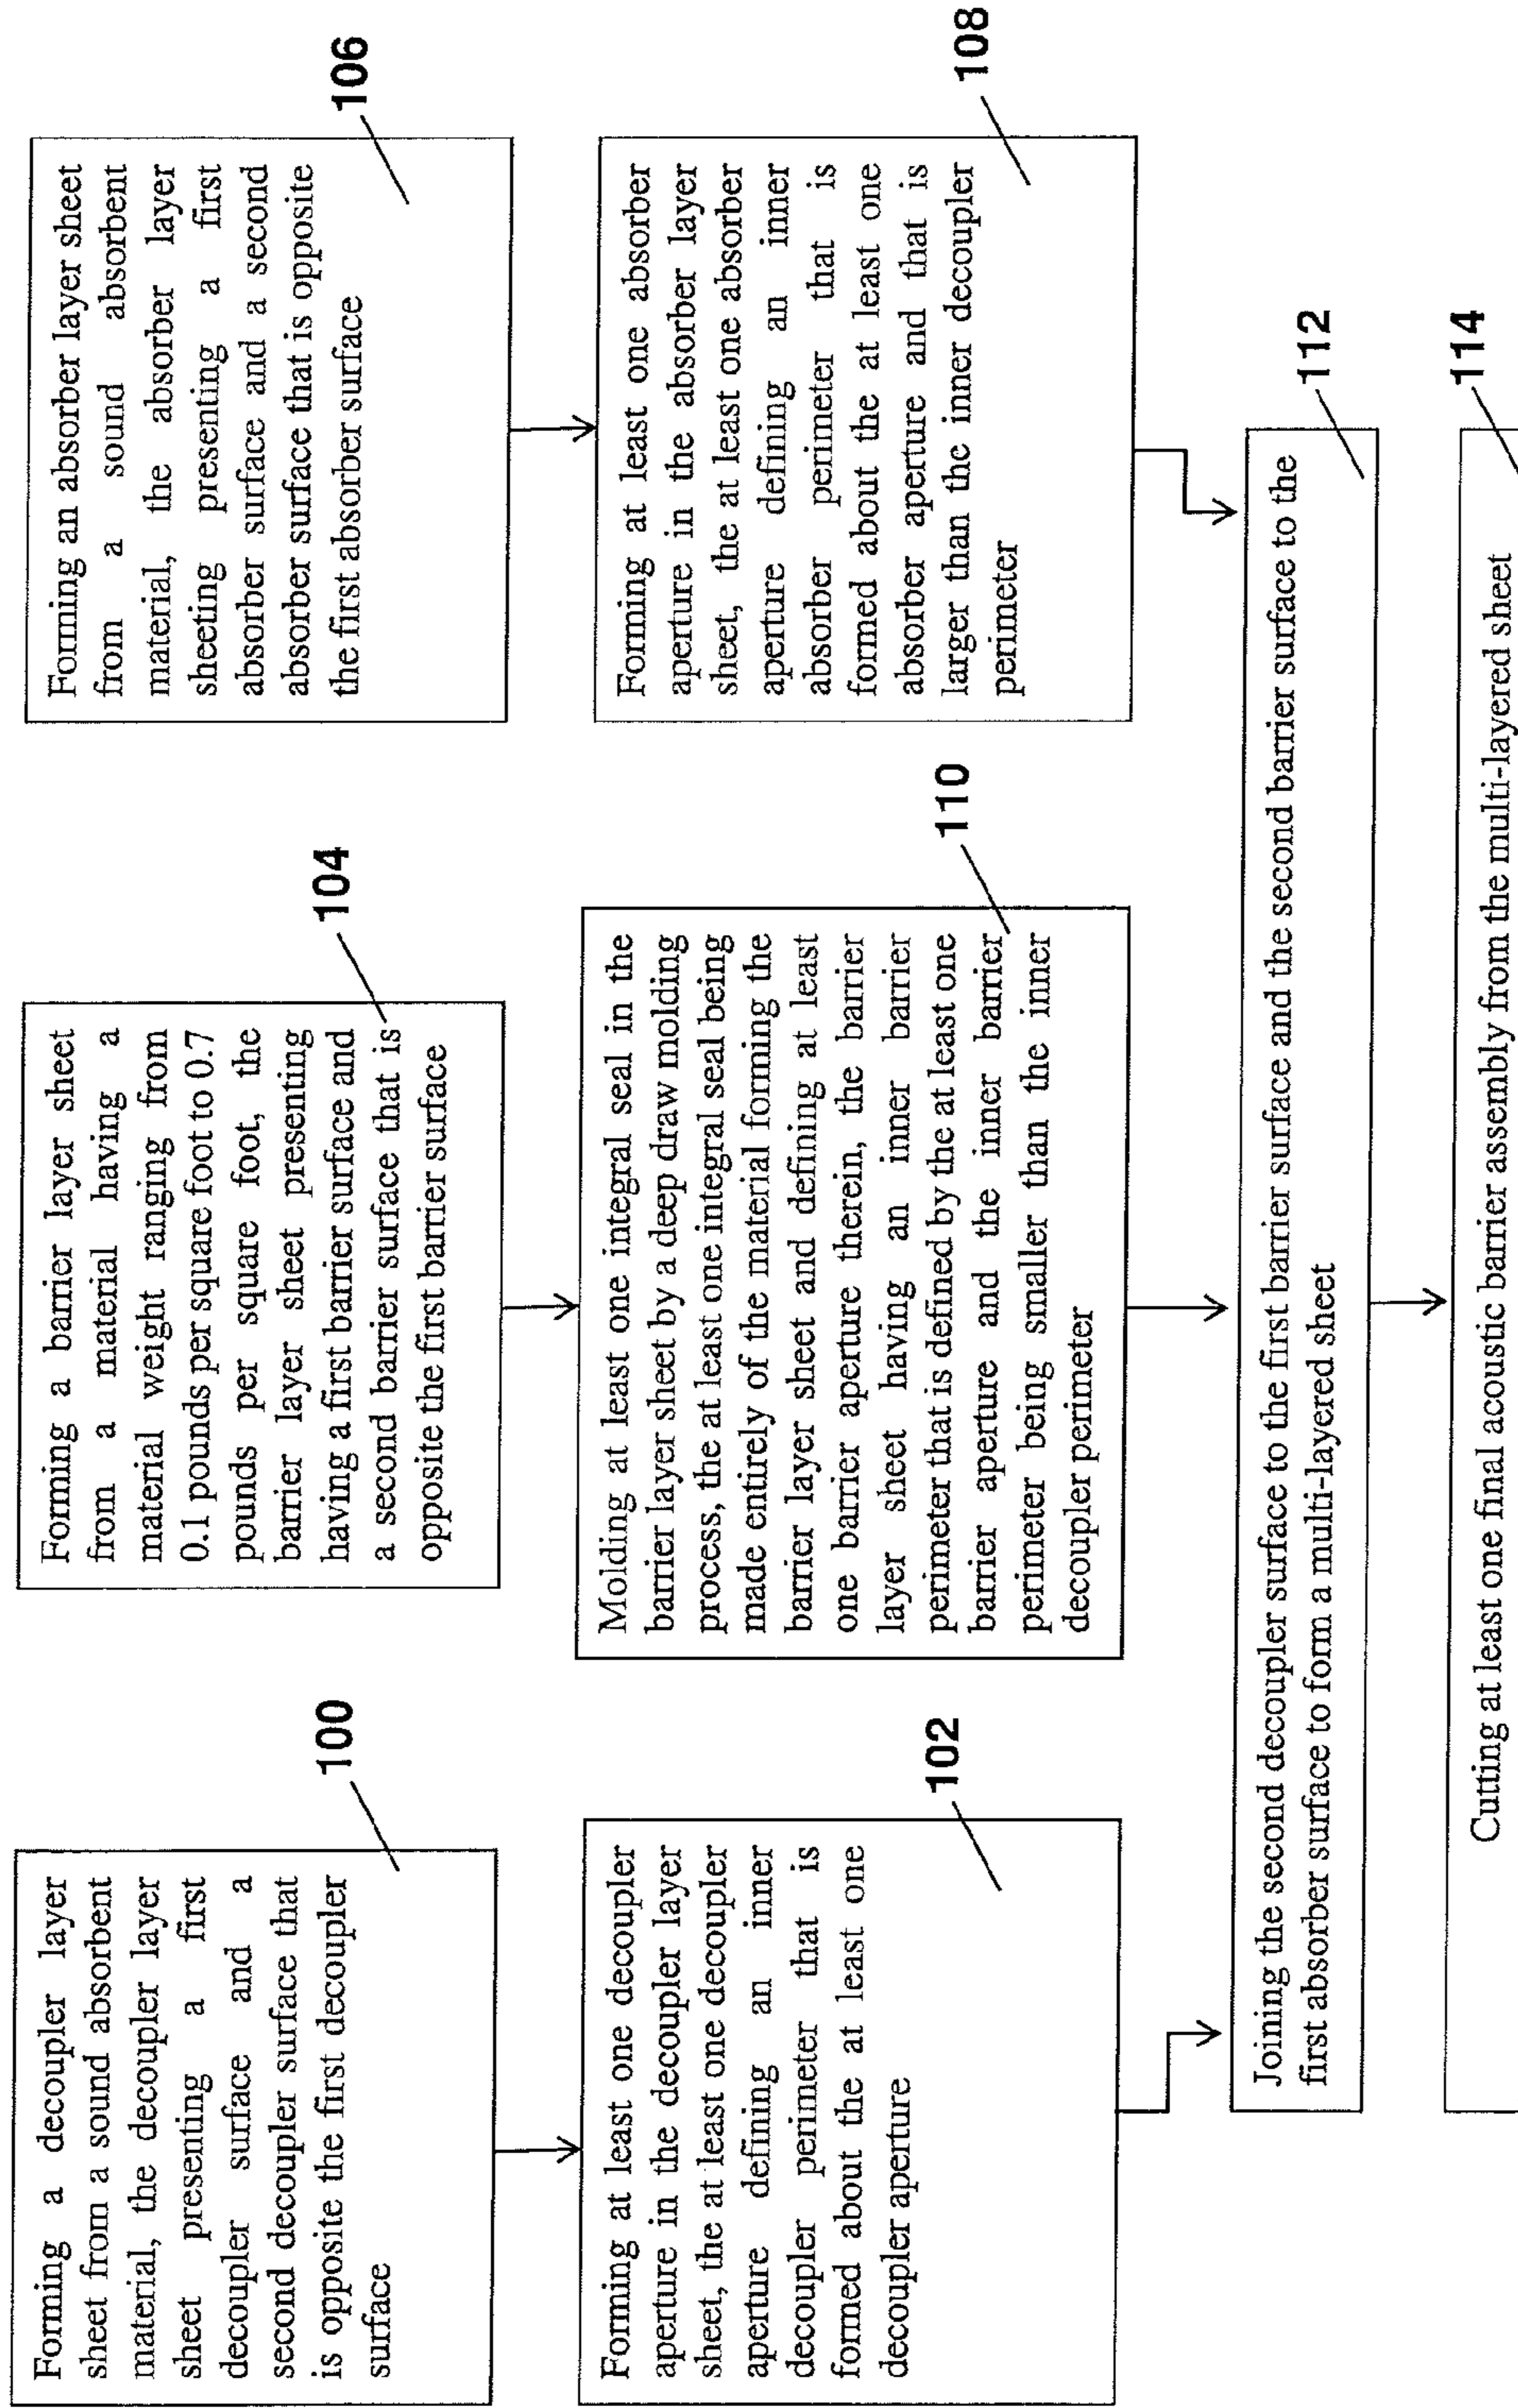 Forming a decoupler layer
sheet from a sound absorbent
material, the decoupler layer
sheet presenting a first
decoupler surface and a
second decoupler surface that
is opposite the first decoupler
surface
100
Forming a barrier layer sheet
from a material having a
material weight ranging from
0.1 pounds per square foot to 0.7
pounds per square foot, the
barrier layer sheet presenting
having a first barrier surface and
a second barrier surface that is
opposite the first barrier surface
104
Forming an absorber layer sheet
from a sound absorbent
material, the absorber layer
sheeting presenting a first
absorber surface and a second
absorber surface that is opposite
the first absorber surface
106
Forming at least one decoupler
aperture in the decoupler layer
sheet, the at least one decoupler
aperture defining an inner
decoupler perimeter that is
formed about the at least one
decoupler aperture
102
Molding at least one integral seal in the
barrier layer sheet by a deep draw molding
process, the at least one integral seal being
made entirely of the material forming the
barrier layer sheet and defining at least
one barrier aperture therein, the barrier
layer sheet having an inner barrier
perimeter that is defined by the at least one
barrier aperture and the inner barrier
perimeter being smaller than the inner
decoupler perimeter
110
Forming at least one absorber
aperture in the absorber layer
sheet, the at least one absorber
aperture defining an inner
absorber perimeter that is
formed about the at least one
absorber aperture and that is
larger than the inner decoupler
perimeter
108
Joining the second decoupler surface to the first barrier surface and the second barrier surface to the
first absorber surface to form a multi-layered sheet
112
Cutting at least one final acoustic barrier assembly from the multi-layered sheet
114